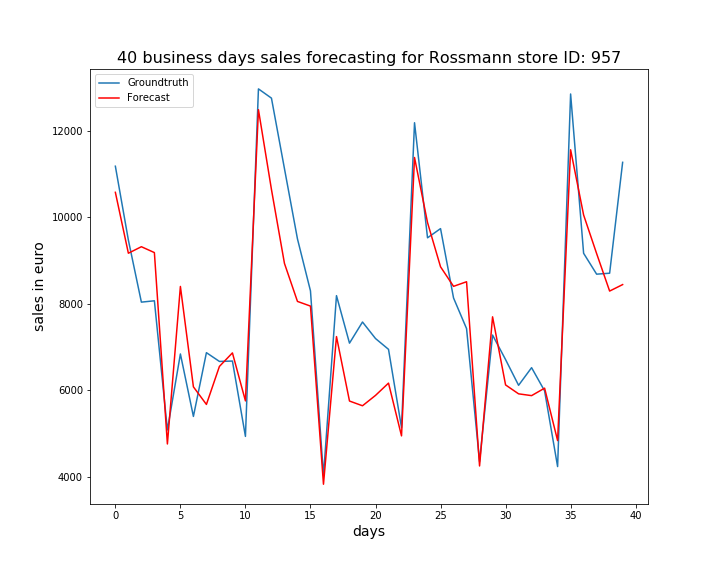 40 business days sales forecasting for Rossmann store ID: 957
Groundtruth
Forecast
12000
10000
8000
6000
4000
sales in euro
0 5 10 15 20 25 30 35 40
days